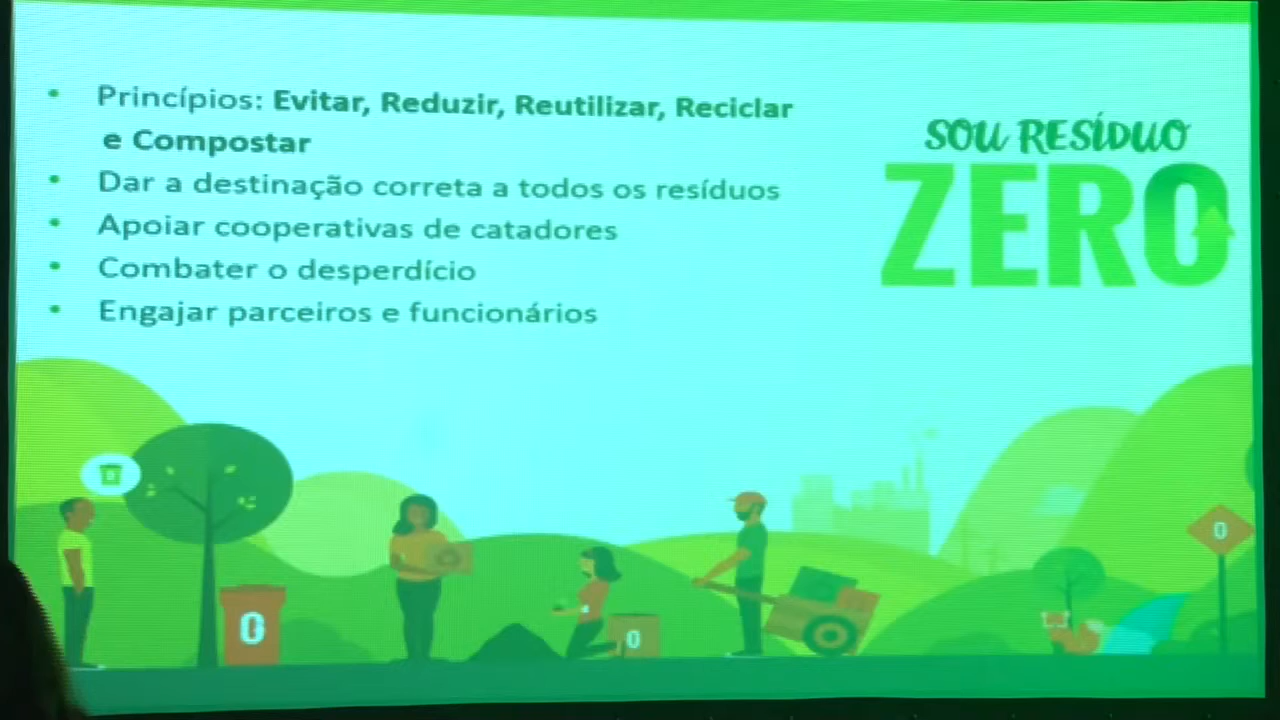 • Princípios: Evitar, Reduzir, Reutilizar, Reciclar
e Compostar
• Dar a destinação correta a todos os resíduos
• Apoiar cooperativas de catadores
• Combater o desperdício
• Engajar parceiros e funcionários
SOU RESÍDUO
ZERO
0
0
0